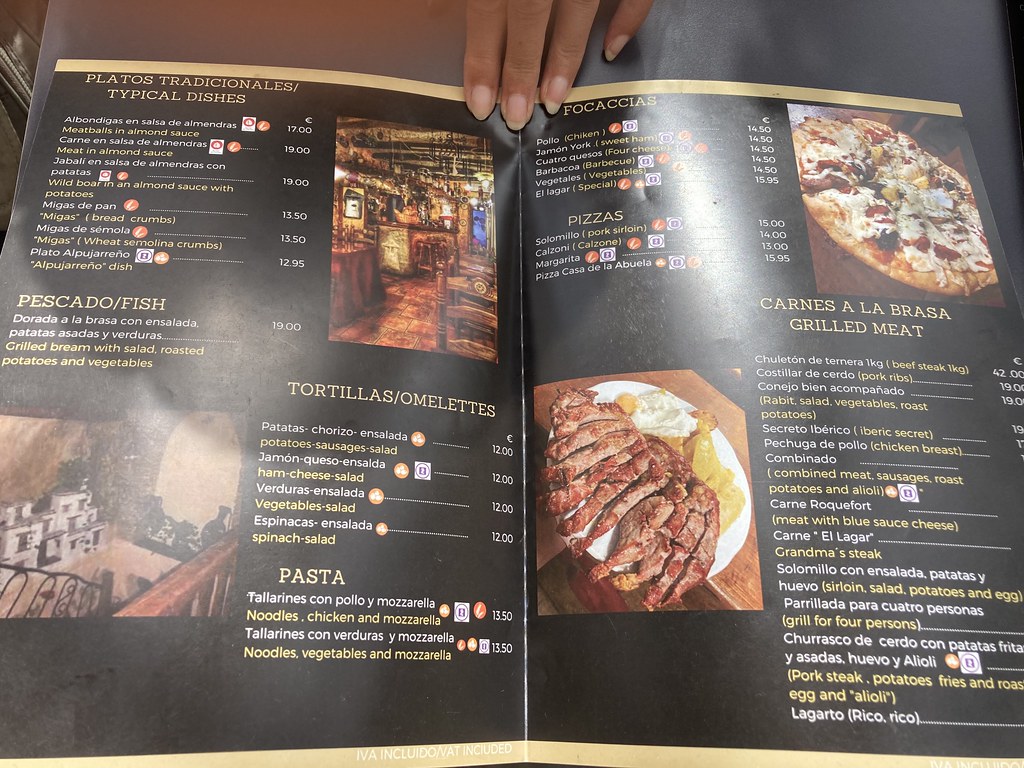 PLATOS TRADICIONALES/
TYPICAL DISHES
€
Albondigas en salsa de almendras 17.00
Meatballs in almond sauce
Carne en salsa de almendras 19.00
Meat in almond sauce
Jabali en salsa de almendras con
patatas 19.00
Wild boar in an almond sauce with
potatoes
Migas de pan 13.50
"Migas" ( bread crumbs)
Migas de sémola 13.50
"Migas" ( Wheat semolina crumbs)
Plato Alpujarreño 12.95
"Alpujarreño" dish
PESCADO/FISH
Dorada a la brasa con ensalada, 19.00
patatas asadas y verduras
Grilled bream with salad, roasted
potatoes and vegetables
TORTILLAS/OMELETTES
€
Patatas- chorizo- ensalada 12.00
potatoes-sausages-salad
Jamón-queso-ensalda 12.00
ham-cheese-salad
Verduras-ensalada 12.00
Vegetables-salad
Espinacas- ensalada 12.00
spinach-salad
PASTA
Tallarines con pollo y mozzarella 13.50
Noodles , chicken and mozzarella
Tallarines con verduras y mozzarella 13.50
Noodles, vegetables and mozzarella
IVA INCLUIDO/VAT INCLUDED
FOCACCIAS
€
Pollo (Chiken ) 14.50
Jamón York ( sweet ham) 14.50
Cuatro quesos (Four cheese) 14.50
Barbacoa (Barbecue) 14.50
Vegetales ( Vegetables) 14.50
El lagar ( Special) 15.95
PIZZAS
Solomillo ( pork sirloin) 15.00
Calzoni ( Calzone) 14.00
Margarita 13.00
Pizza Casa de la Abuela 15.95
CARNES A LA BRASA
GRILLED MEAT
€
Chuletón de ternera 1kg ( beef steak 1kg) 42.00
Costillar de cerdo (pork ribs) 19.00
Conejo bien acompañado 19.0
(Rabit, salad, vegetables, roast
potatoes)
Secreto Ibérico ( iberic secret) 19
Pechuga de pollo (chicken breast)
Combinado
( combined meat, sausages, roast
potatoes and alioli)
Carne Roquefort
(meat with blue sauce cheese)
Carne " El Lagar"
Grandma´s steak
Solomillo con ensalada, patatas y
huevo (sirloin, salad, potatoes and egg)
Parrillada para cuatro personas
(grill for four persons)
Churrasco de cerdo con patatas fritas
y asadas, huevo y Alioli
(Pork steak , potatoes fries and roas
egg and "alioli")
Lagarto (Rico, rico)
IVA INCLUIDO/